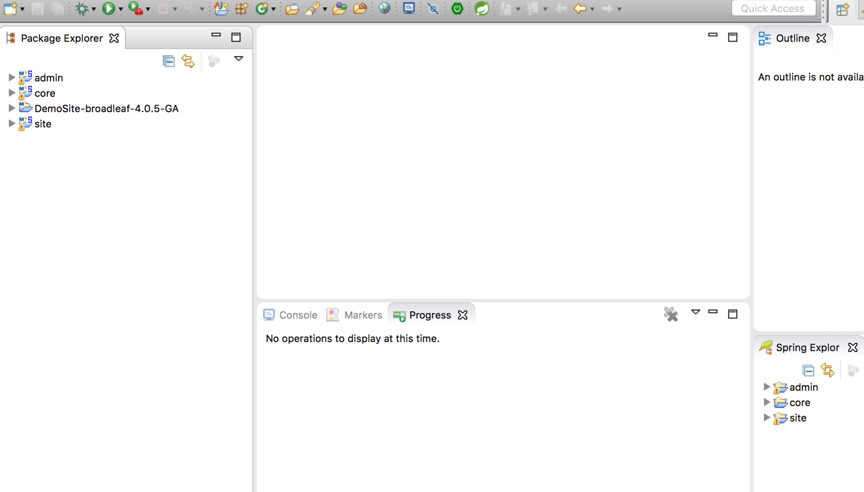 Quick Access
Package Explorer
admin
core
DemoSite-broadleaf-4.0.5-GA
site
Outline
An outline is not availa
Console
Markers
Progress
No operations to display at this time.
Spring Explor
admin
core
site